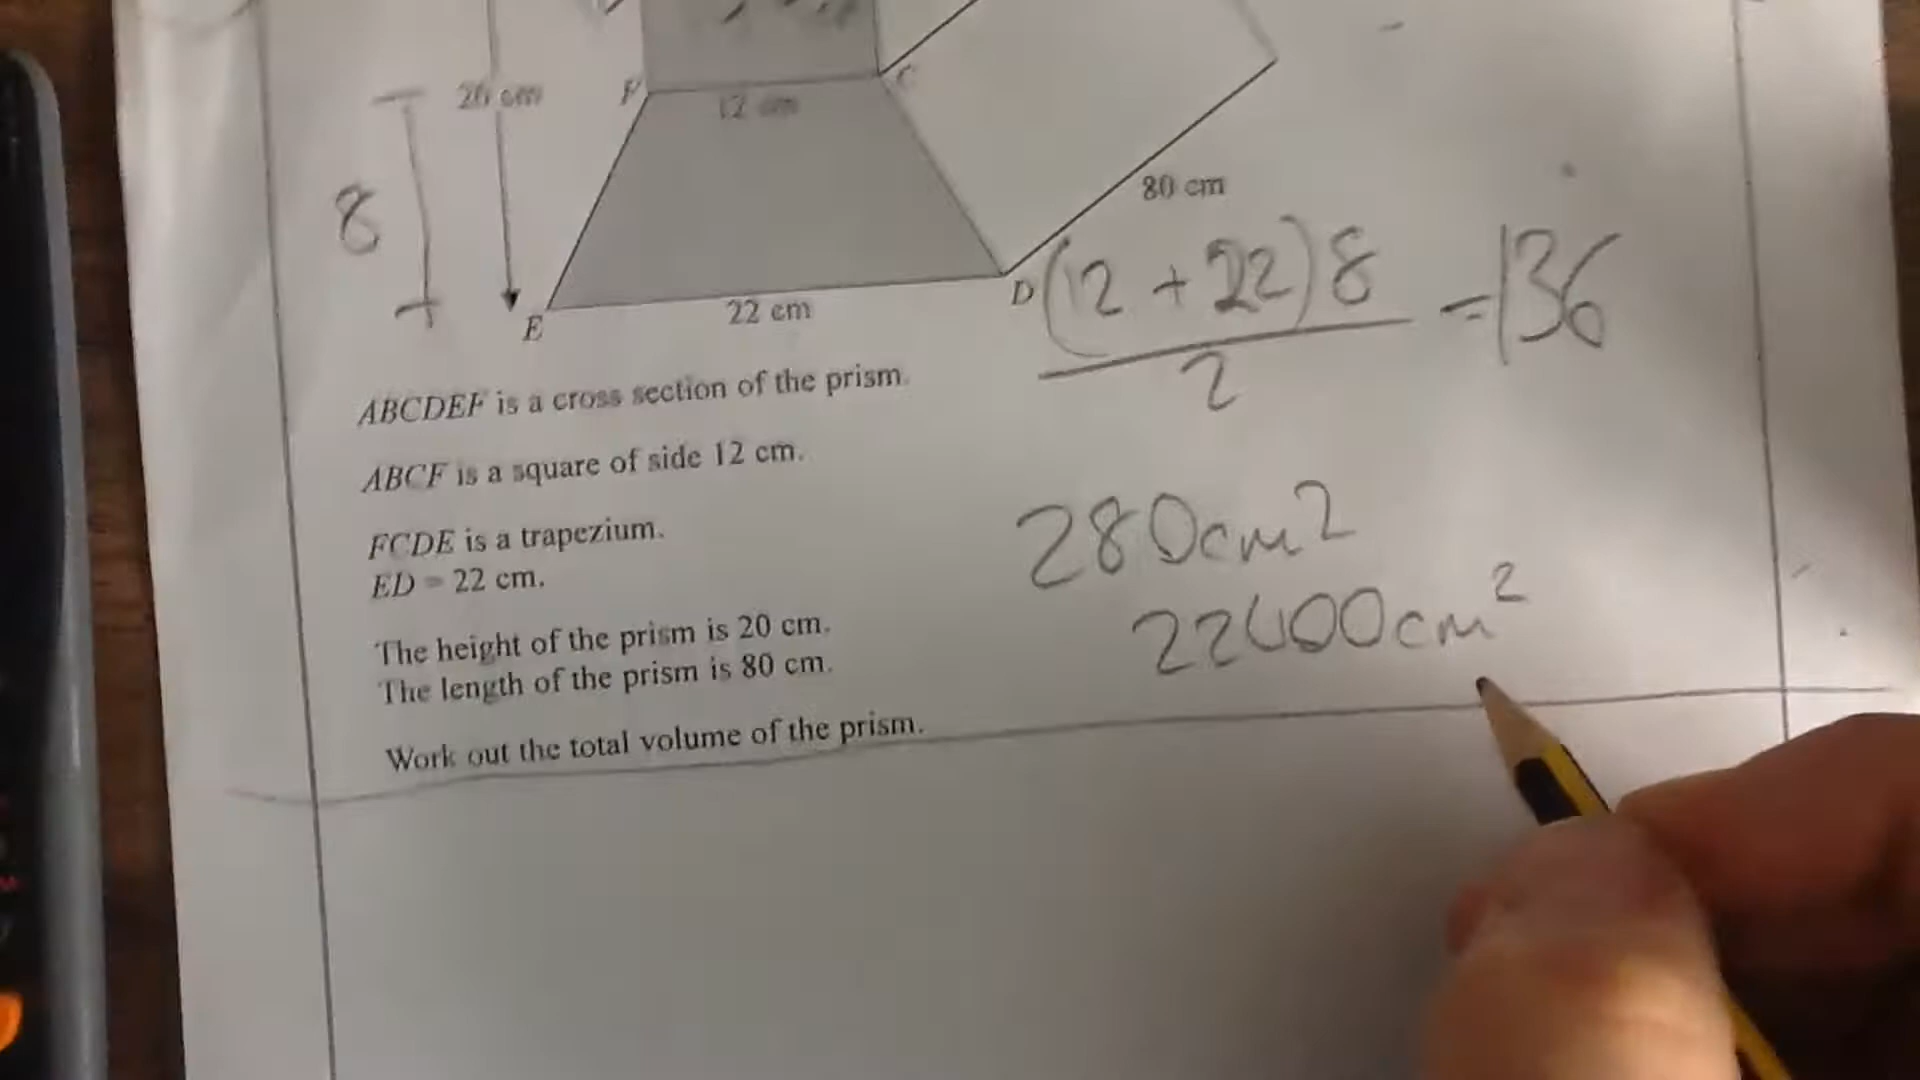 20 cm
F
C
12 cm
8
80 cm
(12 + 22) 8
2
= 136
D
22 cm
E
ABCDEF is a cross section of the prism.
ABCF is a square of side 12 cm.
280cm2
FCDE is a trapezium.
ED = 22 cm.
22400cm²
The height of the prism is 20 cm.
The length of the prism is 80 cm.
Work out the total volume of the prism.